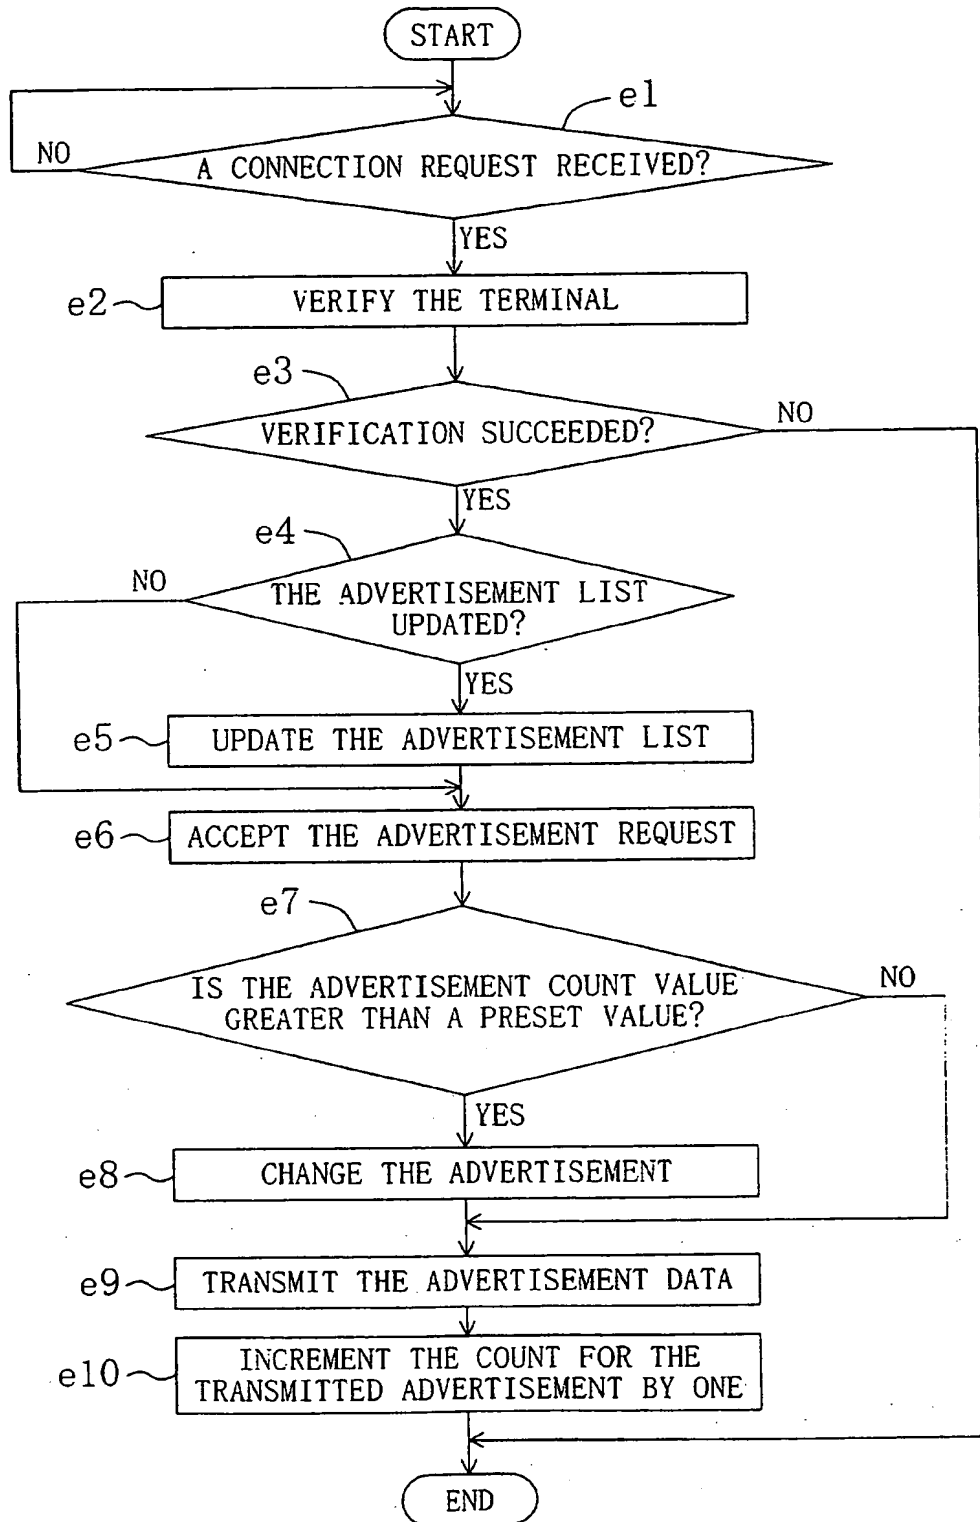 START
e1
NO
A CONNECTION REQUEST RECEIVED?
YES
e2
VERIFY THE TERMINAL
e3
NO
VERIFICATION SUCCEEDED?
YES
e4
NO
THE ADVERTISEMENT LIST
UPDATED?
YES
e5
UPDATE THE ADVERTISEMENT LIST
e6
ACCEPT THE ADVERTISEMENT REQUEST
e7
NO
IS THE ADVERTISEMENT COUNT VALUE
GREATER THAN A PRESET VALUE?
YES
e8
CHANGE THE ADVERTISEMENT
e9
TRANSMIT THE ADVERTISEMENT DATA
e10
INCREMENT THE COUNT FOR THE
TRANSMITTED ADVERTISEMENT BY ONE
END